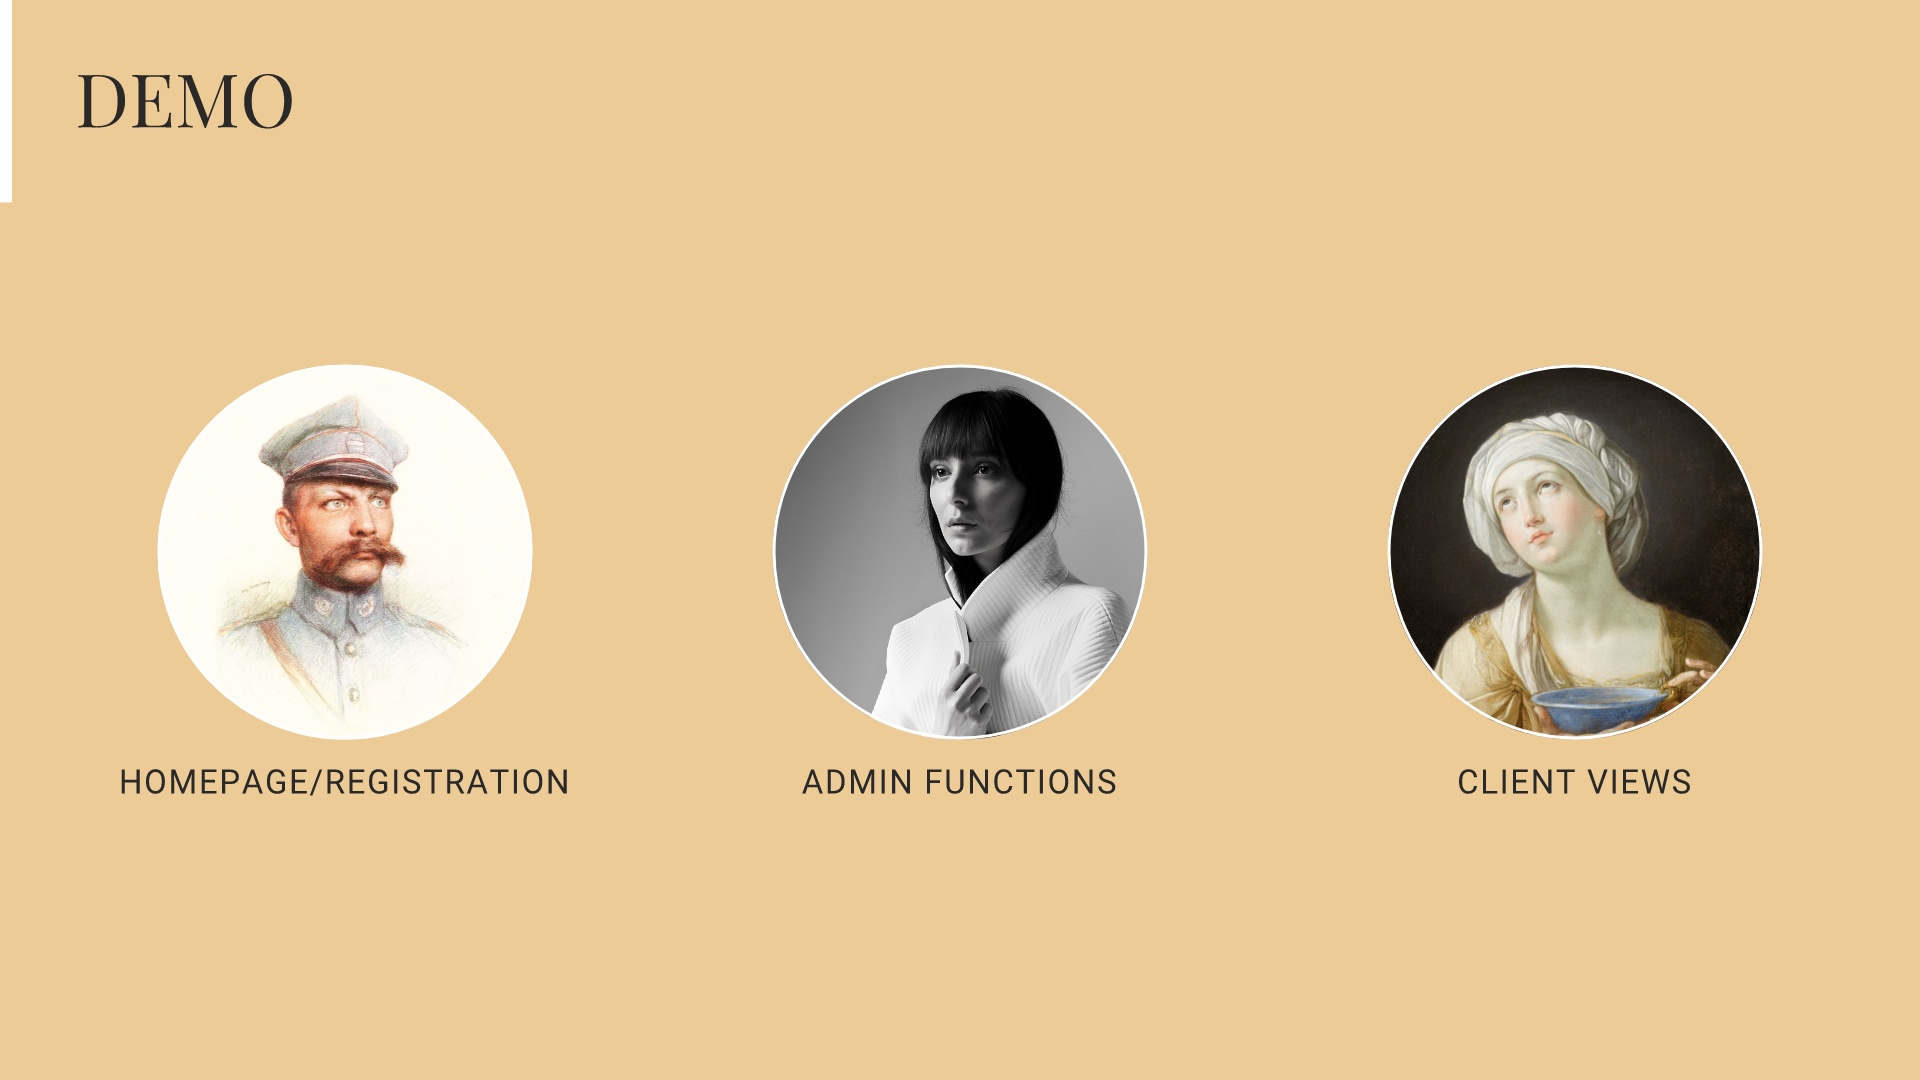 DEMO
HOMEPAGE/REGISTRATION
ADMIN FUNCTIONS
CLIENT VIEWS